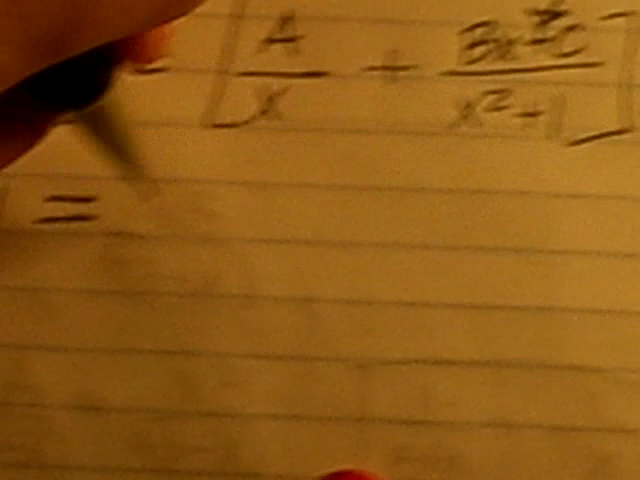 - [ A/x + Bx+C/x²+1 ]
=